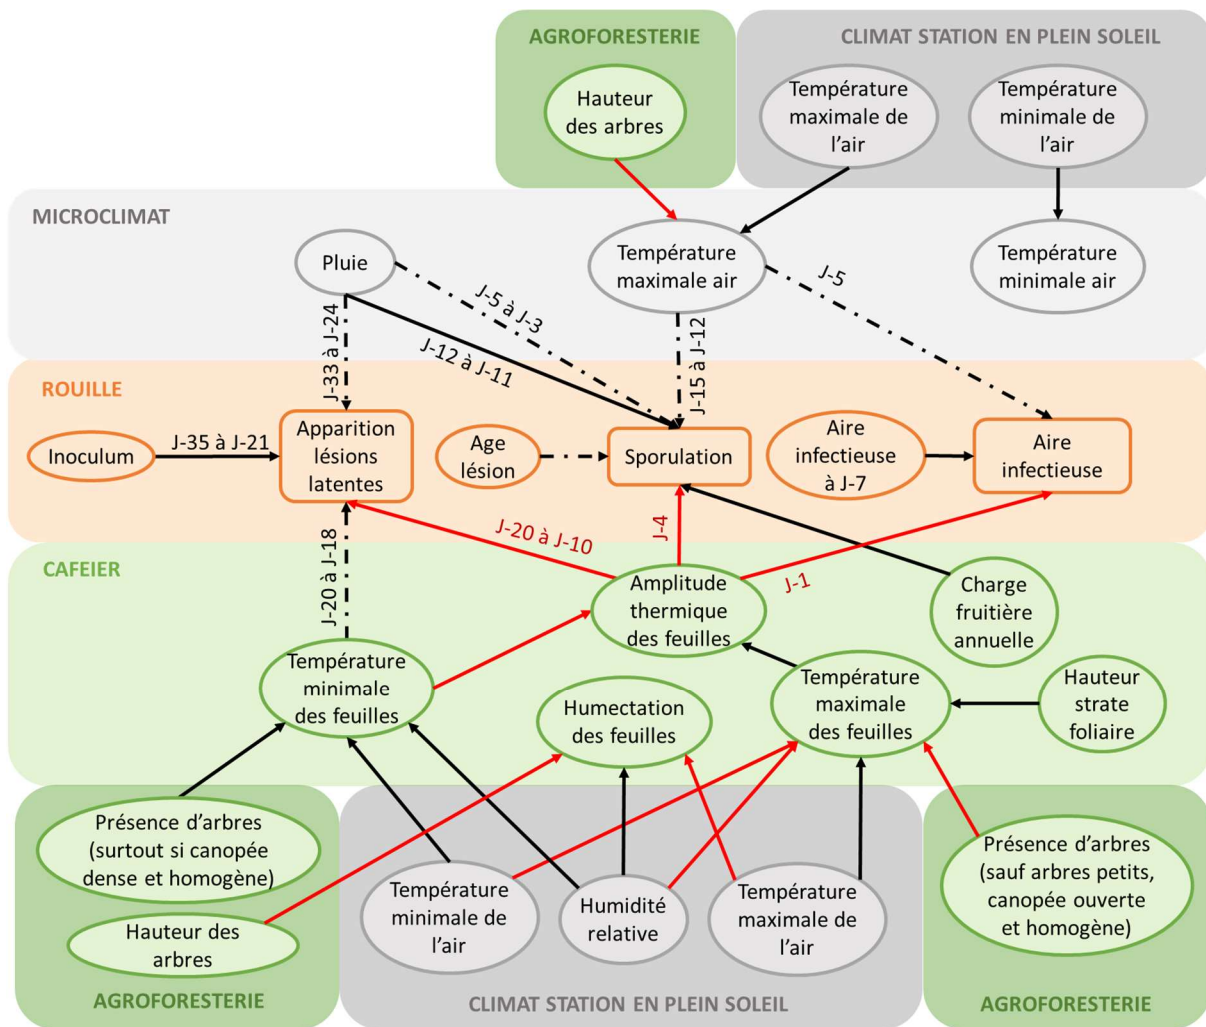 AGROFORESTERIE
CLIMAT STATION EN PLEIN SOLEIL
Hauteur
des arbres
Température
maximale de
l'air
Température
minimale de
l'air
MICROCLIMAT
Pluie
Température
maximale air
Température
minimale air
J-5
J-5 à J-3
J-12 à J-11
J-33 à J-24
J-15 à J-12
ROUILLE
Inoculum
J-35 à J-21
Apparition
lésions
latentes
Age
lésion
Sporulation
Aire
infectieuse
à J-7
Aire
infectieuse
J-20 à J-10
J-4
J-1
J-20 à J-18
CAFEIER
Amplitude
thermique
des feuilles
Charge
fruitière
annuelle
Température
minimale
des feuilles
Humectation
des feuilles
Température
maximale
des feuilles
Hauteur
strate
foliaire
Présence d'arbres
(surtout si canopée
dense et homogène)
Hauteur des
arbres
AGROFORESTERIE
Température
minimale de
l'air
Humidité
relative
Température
maximale de
l'air
CLIMAT STATION EN PLEIN SOLEIL
Présence d'arbres
(sauf arbres petits,
canopée ouverte
et homogène)
AGROFORESTERIE